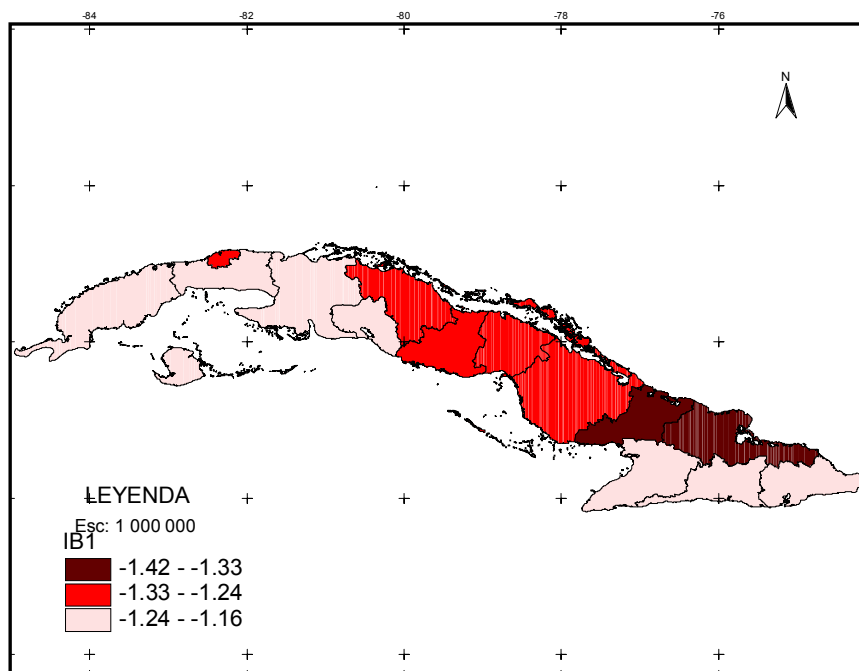 -84 -82 -80 -78 -76
N
LEYENDA
Esc: 1 000 000
IB1
-1.42 - -1.33
-1.33 - -1.24
-1.24 - -1.16